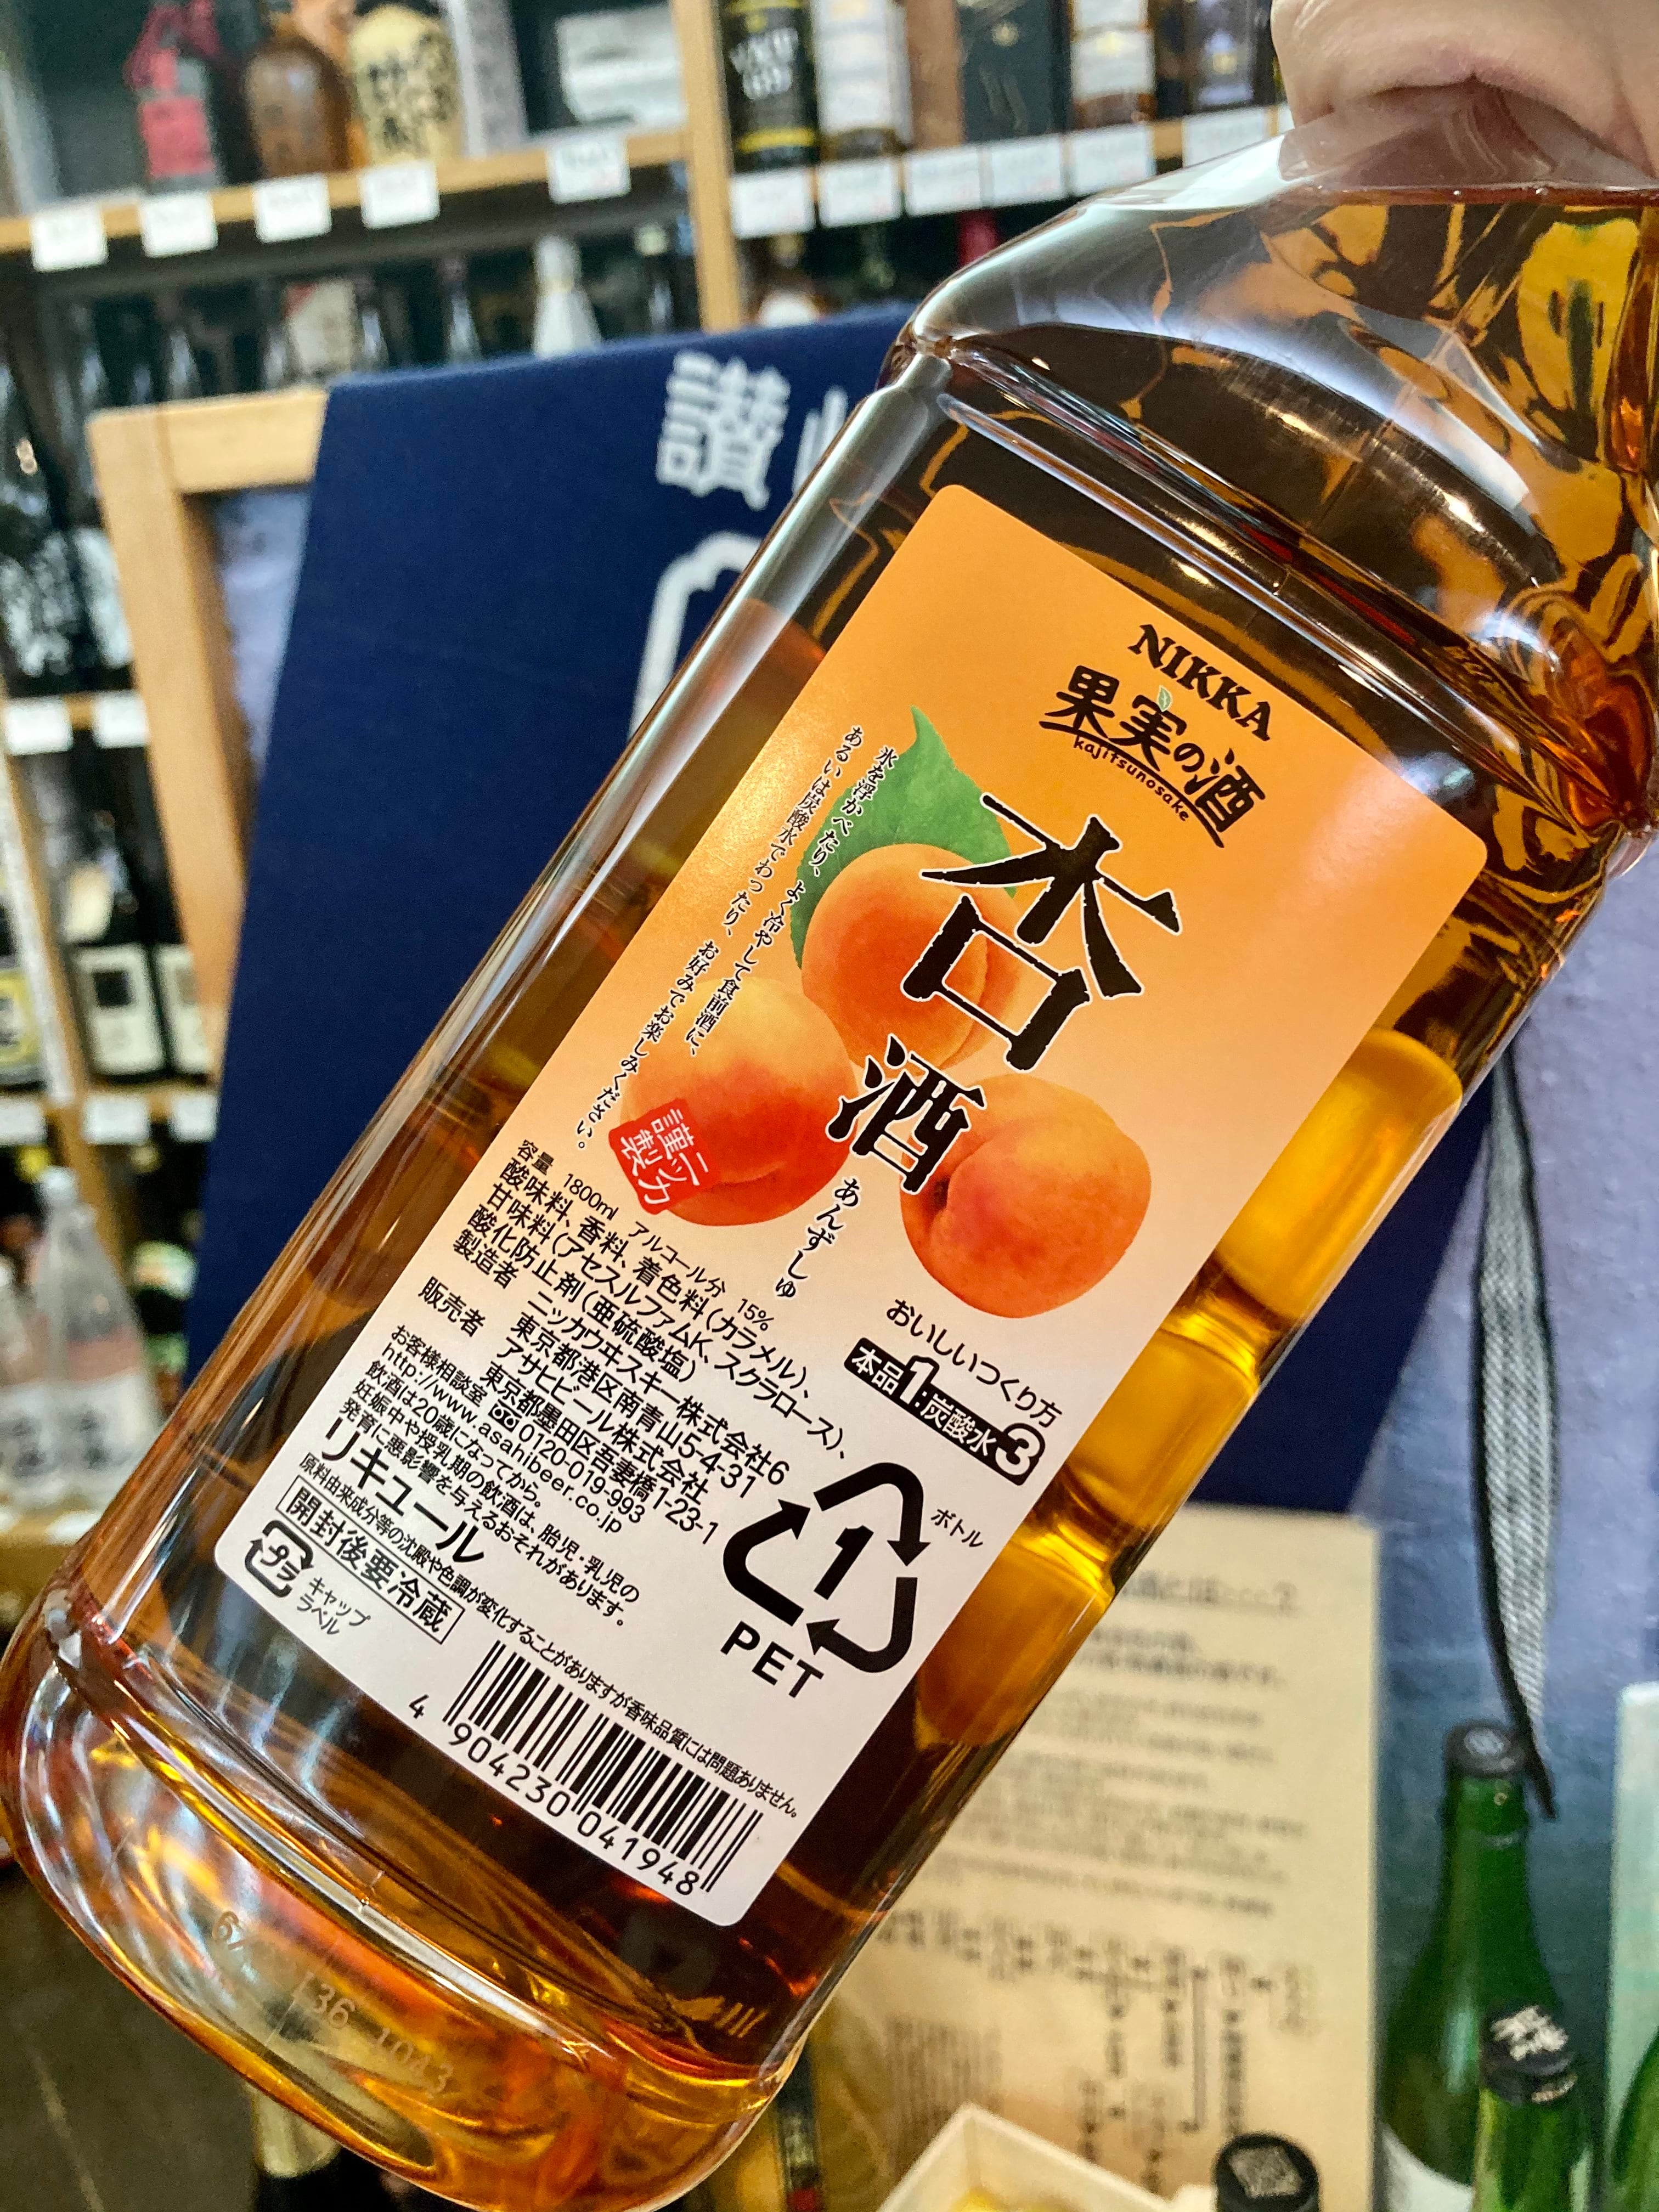 讃
NIKKA
果実の酒
kajitsunosake
杏酒
あんずしゅ
氷を浮かべたり、よく冷やして食前酒に、
あるいは炭酸水でわったり、お好みでお楽しみください。
ニッカ
謹製
おいしいつくり方
本品1:炭酸水3
容量 1800ml アルコール分 15%
酸味料、香料、着色料(カラメル)、
甘味料(アセスルファムK、スクラロース)、
酸化防止剤(亜硫酸塩)
製造者 ニッカウヰスキー株式会社6
東京都港区南青山5-4-31
販売者 アサヒビール株式会社
東京都墨田区吾妻橋1-23-1
お客様相談室 0120-019-993
http://www.asahibeer.co.jp
飲酒は20歳になってから。
妊娠中や授乳期の飲酒は、胎児・乳児の
発育に悪影響を与えるおそれがあります。
リキュール
原料由来成分等の沈殿や色調が変化することがありますが香味品質には問題ありません。
開封後要冷蔵
プラ
キャップ
ラベル
ボトル
1
PET
4 904230 041948
36 1043